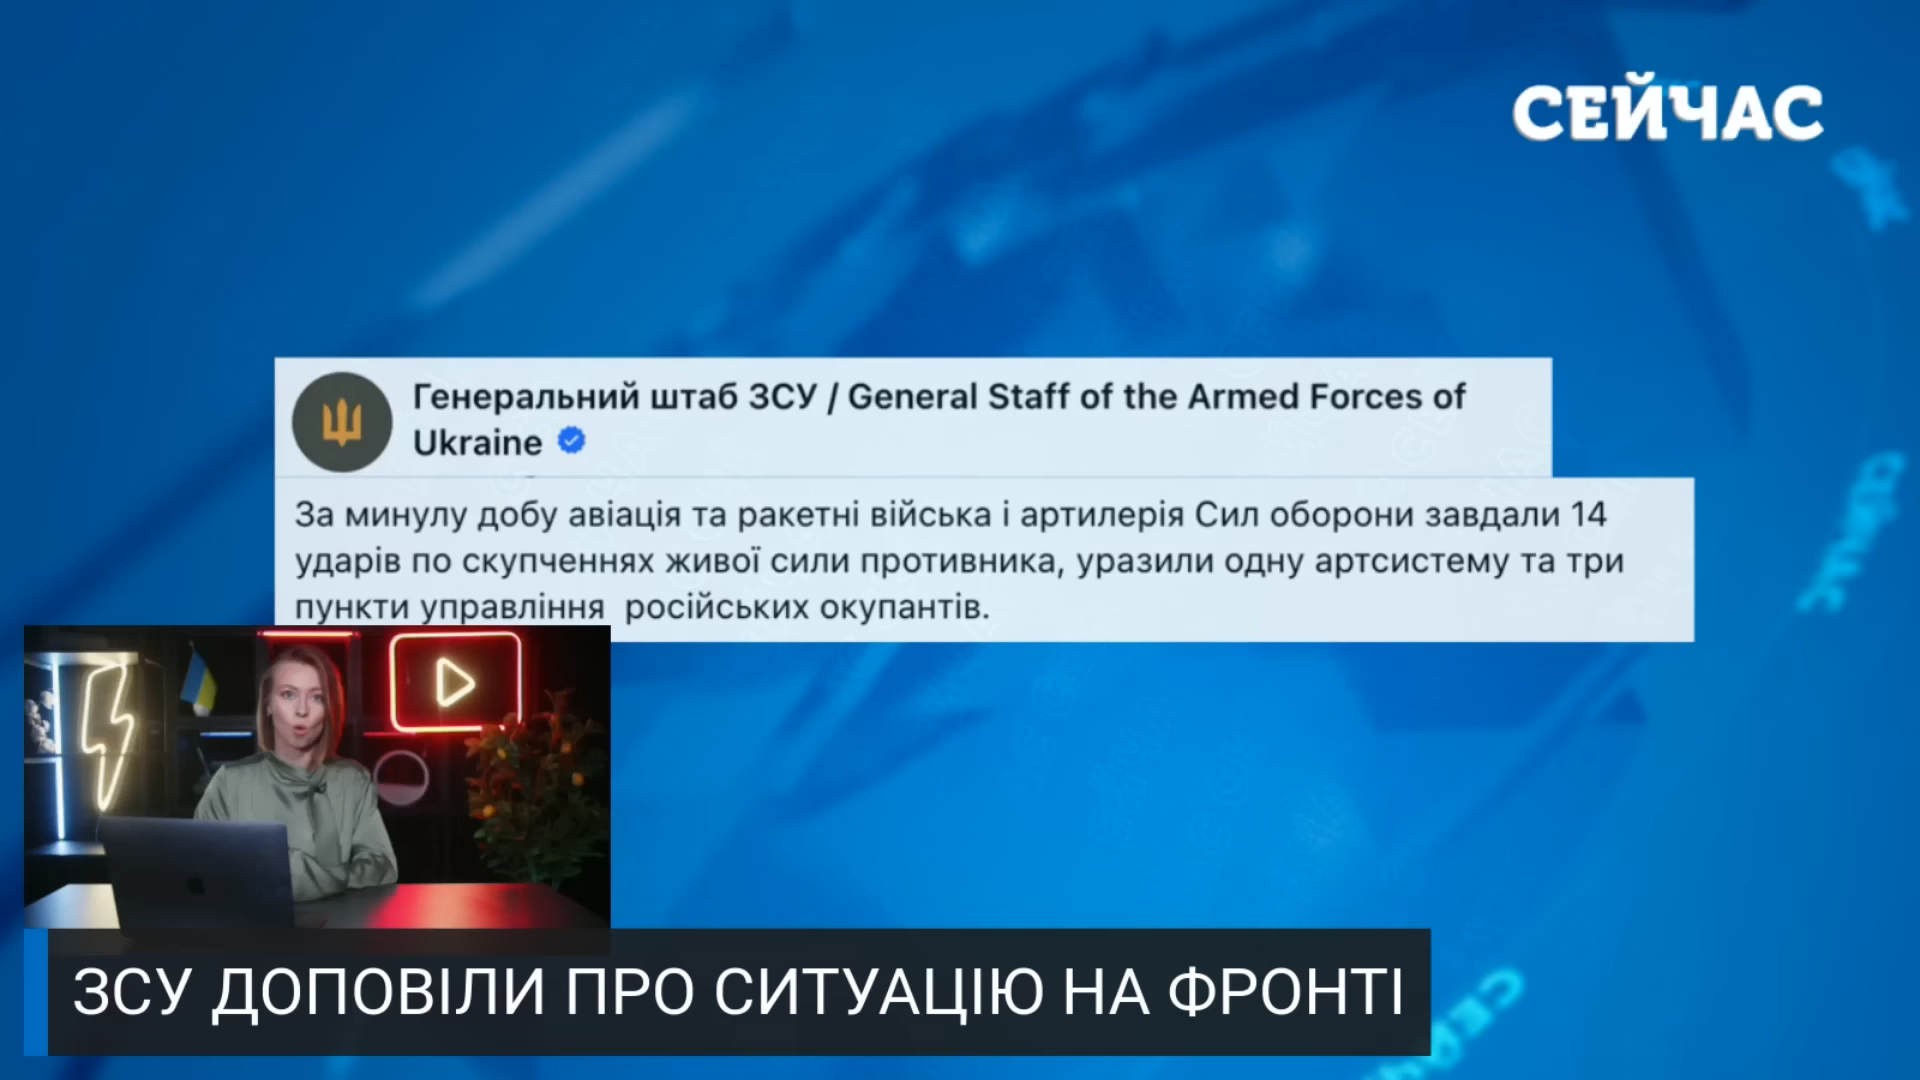 СЕЙЧАС
Генеральний штаб ЗСУ / General Staff of the Armed Forces of
Ukraine
За минулу добу авіація та ракетні війська і артилерія Сил оборони завдали 14
ударів по скупченнях живої сили противника, уразили одну артсистему та три
пункти управління російських окупантів.
ЗСУ ДОПОВІЛИ ПРО СИТУАЦІЮ НА ФРОНТІ